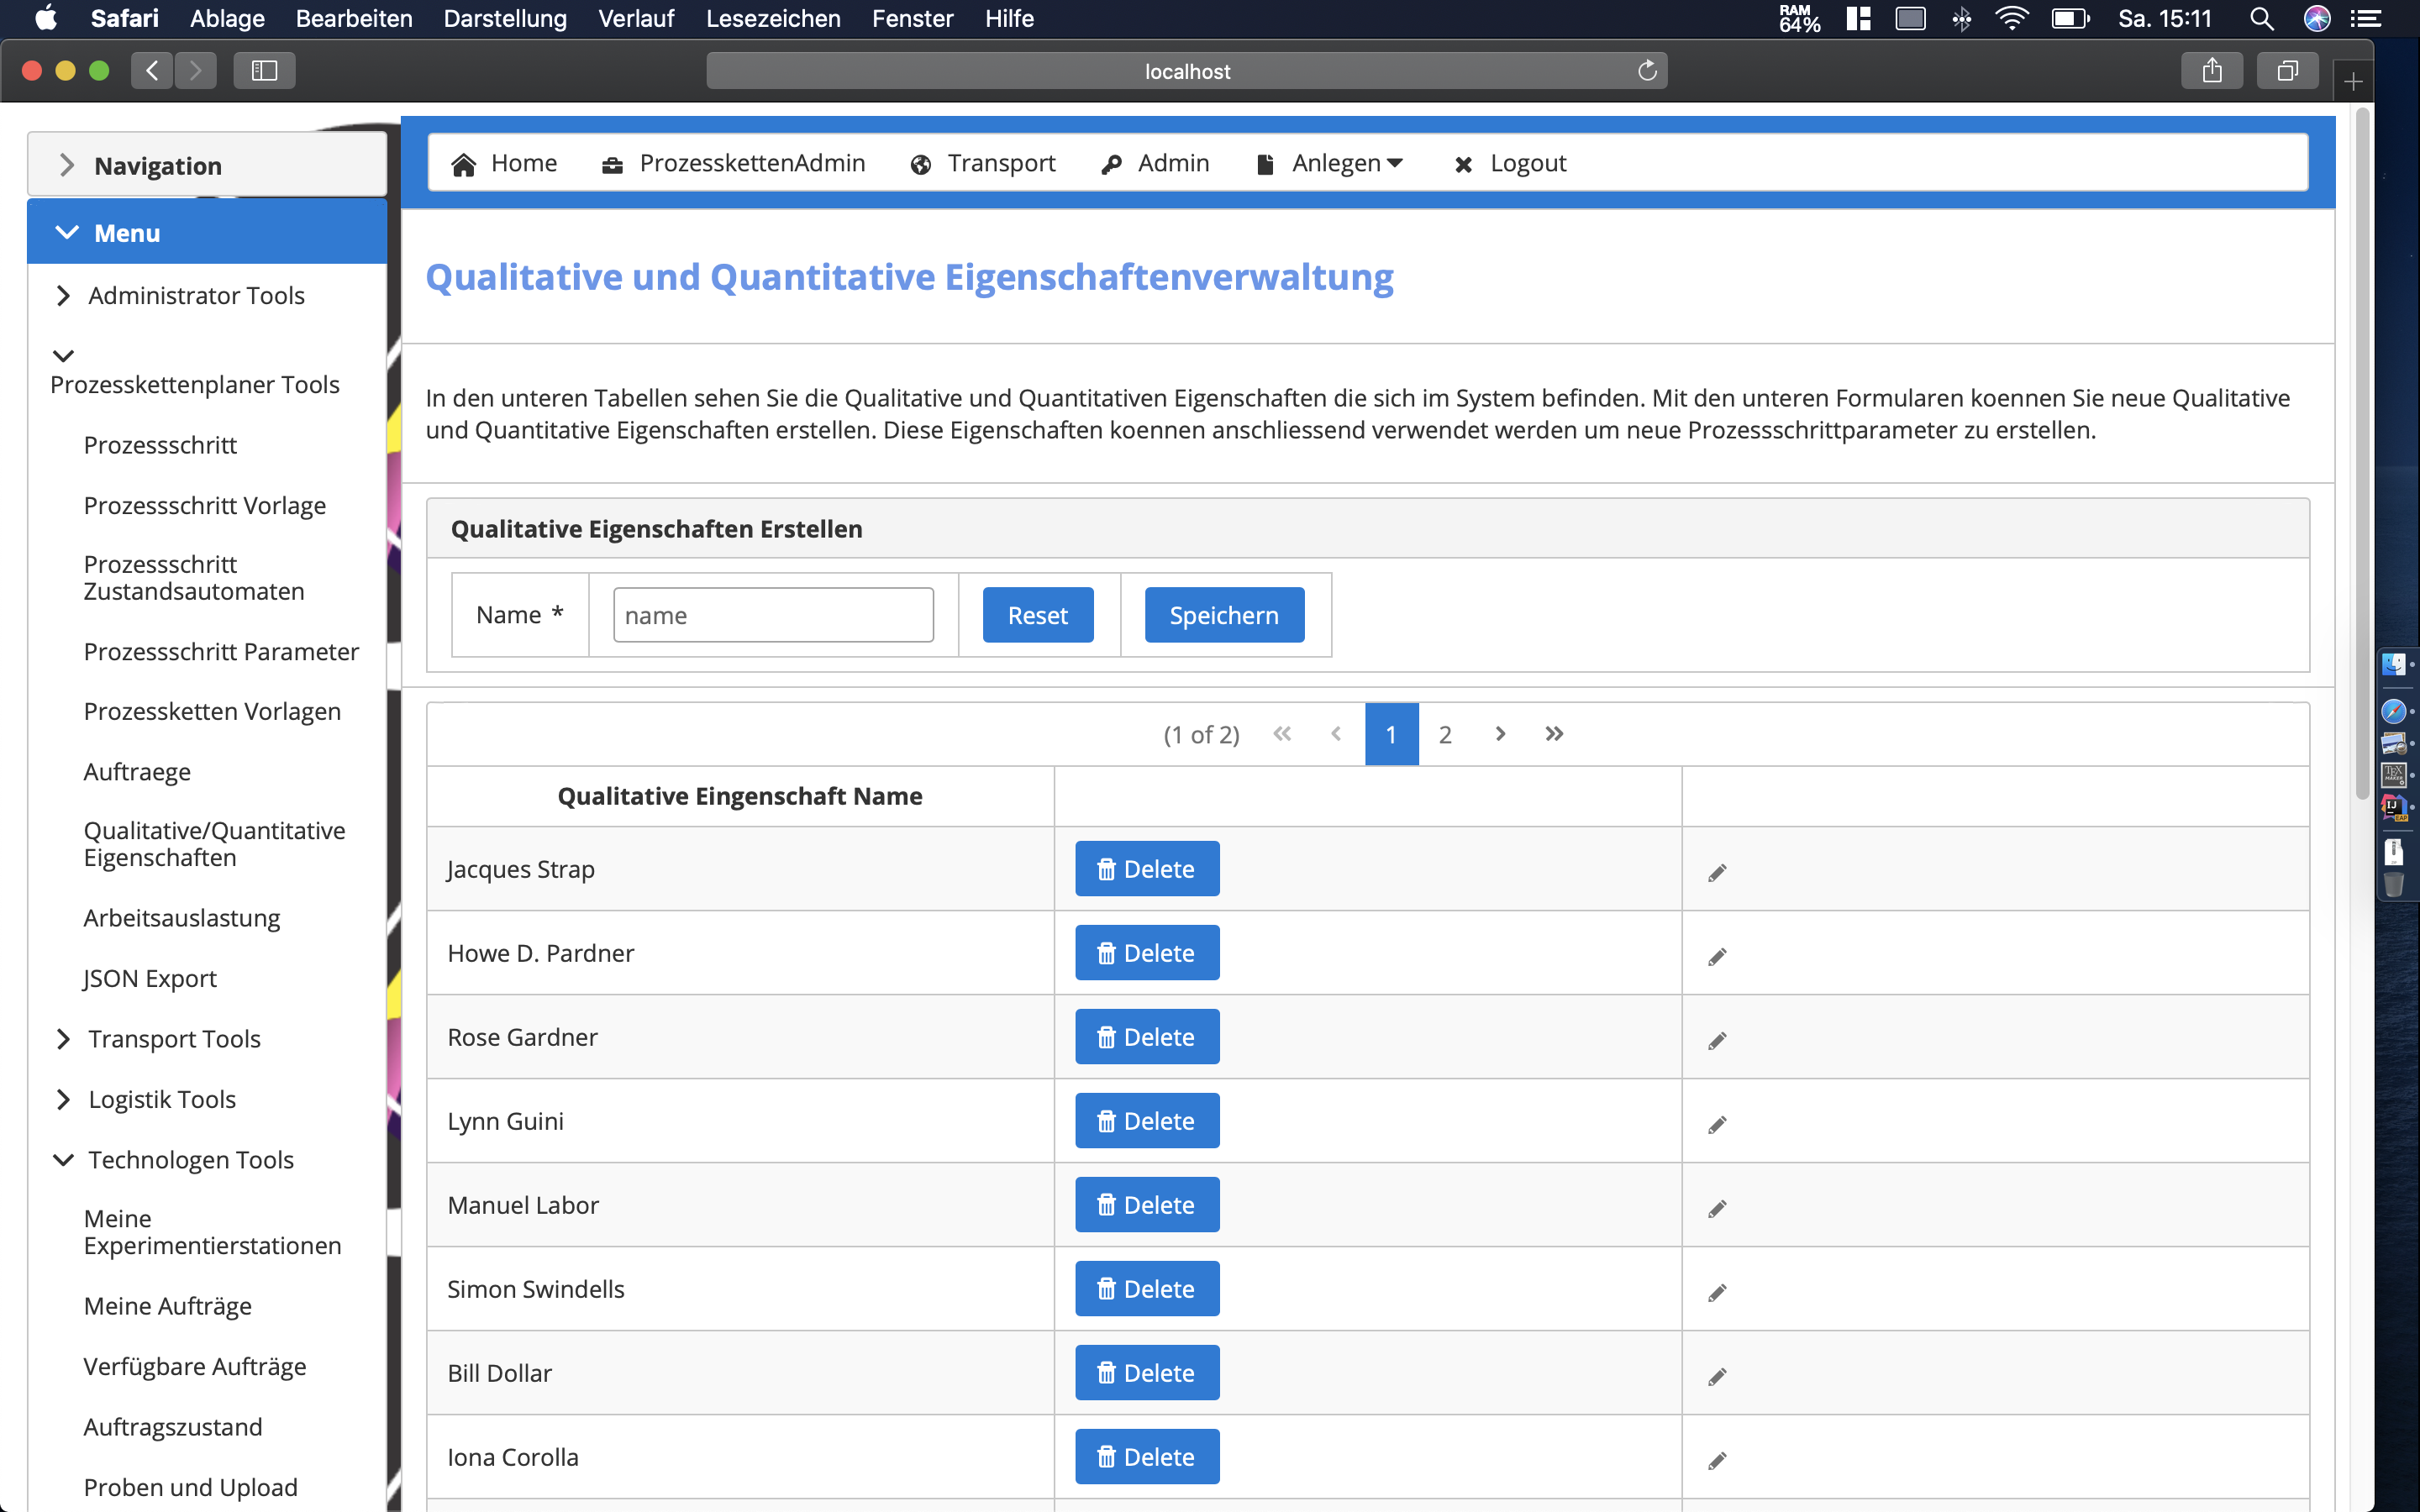 Safari Ablage Bearbeiten Darstellung Verlauf Lesezeichen Fenster Hilfe RAM 64% Sa. 15:11
localhost
Navigation
Menu
Administrator Tools
Prozesskettenplaner Tools
Prozessschritt
Prozessschritt Vorlage
Prozessschritt
Zustandsautomaten
Prozessschritt Parameter
Prozessketten Vorlagen
Auftraege
Qualitative/Quantitative
Eigenschaften
Arbeitsauslastung
JSON Export
Transport Tools
Logistik Tools
Technologen Tools
Meine
Experimentierstationen
Meine Aufträge
Verfügbare Aufträge
Auftragszustand
Proben und Upload
Home ProzesskettenAdmin Transport Admin Anlegen Logout
Qualitative und Quantitative Eigenschaftenverwaltung
In den unteren Tabellen sehen Sie die Qualitative und Quantitativen Eigenschaften die sich im System befinden. Mit den unteren Formularen koennen Sie neue Qualitative
und Quantitative Eigenschaften erstellen. Diese Eigenschaften koennen anschliessend verwendet werden um neue Prozessschrittparameter zu erstellen.
Qualitative Eigenschaften Erstellen
Name * name Reset Speichern
(1 of 2) 1 2
Qualitative Eingenschaft Name
Jacques Strap Delete
Howe D. Pardner Delete
Rose Gardner Delete
Lynn Guini Delete
Manuel Labor Delete
Simon Swindells Delete
Bill Dollar Delete
Iona Corolla Delete